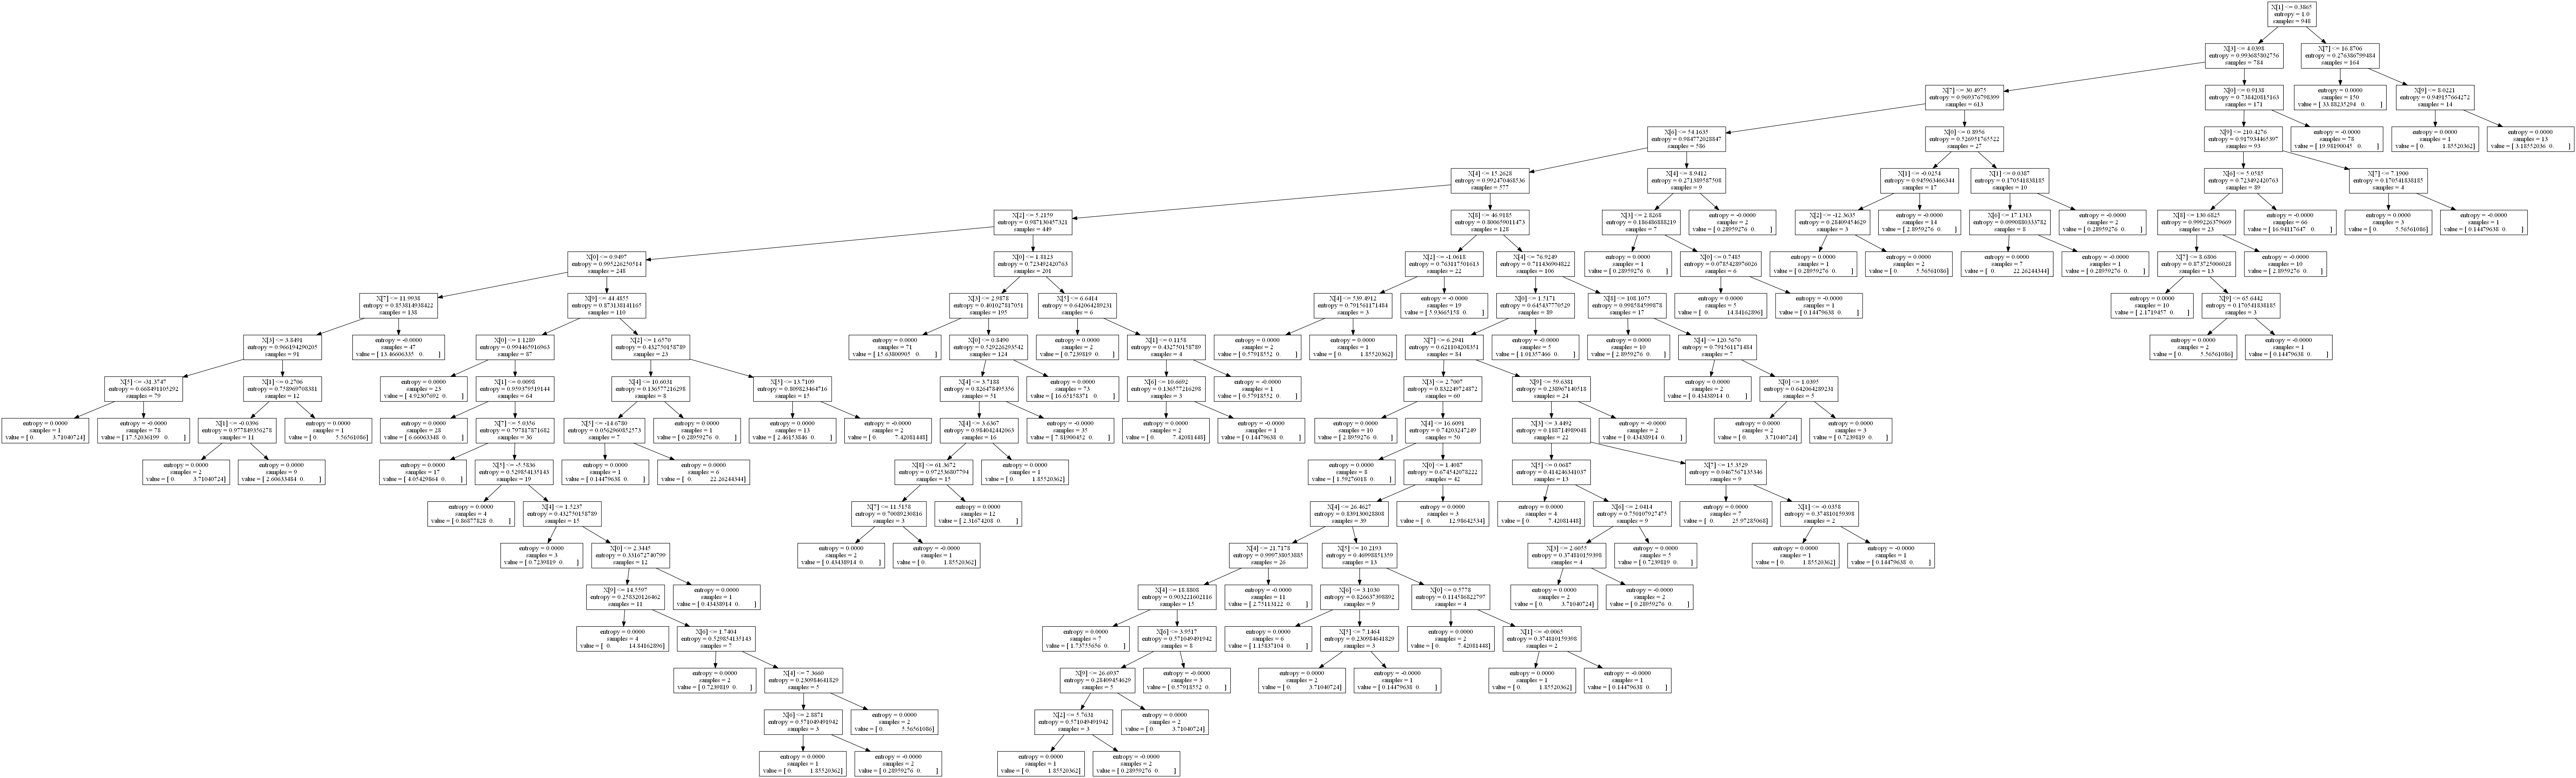 X[1] <= 0.3865
entropy = 1.0
samples = 948
X[3] <= 4.0398
entropy = 0.993685802756
samples = 784
X[7] <= 16.8706
entropy = 0.276386799484
samples = 164
X[7] <= 30.4975
entropy = 0.969376798399
samples = 613
X[0] <= 0.9138
entropy = 0.738420815163
samples = 171
entropy = 0.0000
samples = 150
value = [ 33.88235294 0. ]
X[9] <= 8.0221
entropy = 0.949157664272
samples = 14
X[6] <= 54.1635
entropy = 0.984772028847
samples = 586
X[0] <= 0.8956
entropy = 0.526951765522
samples = 27
X[9] <= 210.4276
entropy = 0.917934465397
samples = 93
entropy = -0.0000
samples = 78
value = [ 19.98190045 0. ]
entropy = 0.0000
samples = 1
value = [ 0. 1.85520362]
entropy = 0.0000
samples = 13
value = [ 3.18552036 0. ]
X[4] <= 15.2628
entropy = 0.992470468536
samples = 577
X[4] <= 8.9412
entropy = 0.271389587508
samples = 9
X[1] <= -0.0254
entropy = 0.945963466344
samples = 17
X[1] <= 0.0387
entropy = 0.170541838185
samples = 10
X[6] <= 5.0585
entropy = 0.723492420763
samples = 89
X[7] <= 7.1900
entropy = 0.170541838185
samples = 4
X[2] <= 5.2159
entropy = 0.987130457321
samples = 449
X[8] <= 46.9185
entropy = 0.800659011473
samples = 128
X[3] <= 2.8268
entropy = 0.186486888219
samples = 7
entropy = -0.0000
samples = 2
value = [ 0.28959276 0. ]
X[2] <= -12.3635
entropy = 0.28409454629
samples = 3
entropy = -0.0000
samples = 14
value = [ 2.8959276 0. ]
X[6] <= 17.1313
entropy = 0.0990880333782
samples = 8
entropy = -0.0000
samples = 2
value = [ 0.28959276 0. ]
X[8] <= 130.6825
entropy = 0.999226379669
samples = 23
entropy = -0.0000
samples = 66
value = [ 16.94117647 0. ]
entropy = 0.0000
samples = 3
value = [ 0. 5.56561086]
entropy = -0.0000
samples = 1
value = [ 0.14479638 0. ]
X[0] <= 0.9497
entropy = 0.995226250514
samples = 248
X[0] <= 1.8123
entropy = 0.723492420763
samples = 201
X[2] <= -1.0618
entropy = 0.763117501613
samples = 22
X[4] <= 76.9249
entropy = 0.711436904822
samples = 106
entropy = 0.0000
samples = 1
value = [ 0.28959276 0. ]
X[0] <= 0.7485
entropy = 0.0785428976026
samples = 6
entropy = 0.0000
samples = 1
value = [ 0.28959276 0. ]
entropy = 0.0000
samples = 2
value = [ 0. 5.56561086]
entropy = 0.0000
samples = 7
value = [ 0. 22.26244344]
entropy = -0.0000
samples = 1
value = [ 0.28959276 0. ]
X[7] <= 8.6806
entropy = 0.873725006028
samples = 13
entropy = -0.0000
samples = 10
value = [ 2.8959276 0. ]
X[7] <= 11.9938
entropy = 0.853814938422
samples = 138
X[9] <= 44.4855
entropy = 0.873138141165
samples = 110
X[3] <= 2.9878
entropy = 0.401027817051
samples = 195
X[5] <= 6.6414
entropy = 0.642064289231
samples = 6
X[4] <= 539.4912
entropy = 0.791561171484
samples = 3
entropy = -0.0000
samples = 19
value = [ 5.93665158 0. ]
X[0] <= 1.5171
entropy = 0.645437770529
samples = 89
X[8] <= 108.1075
entropy = 0.998584599878
samples = 17
entropy = 0.0000
samples = 5
value = [ 0. 14.84162896]
entropy = -0.0000
samples = 1
value = [ 0.14479638 0. ]
entropy = 0.0000
samples = 10
value = [ 2.1719457 0. ]
X[9] <= 65.6442
entropy = 0.170541838185
samples = 3
X[3] <= 3.8491
entropy = 0.966194290205
samples = 91
entropy = -0.0000
samples = 47
value = [ 13.46606335 0. ]
X[0] <= 1.1289
entropy = 0.994465916963
samples = 87
X[2] <= 1.6570
entropy = 0.432750158789
samples = 23
entropy = 0.0000
samples = 71
value = [ 15.63800905 0. ]
X[0] <= 0.8490
entropy = 0.529226293542
samples = 124
entropy = 0.0000
samples = 2
value = [ 0.7239819 0. ]
X[1] <= 0.1158
entropy = 0.432750158789
samples = 4
entropy = 0.0000
samples = 2
value = [ 0.57918552 0. ]
entropy = 0.0000
samples = 1
value = [ 0. 1.85520362]
X[7] <= 6.2941
entropy = 0.621104208351
samples = 84
entropy = -0.0000
samples = 5
value = [ 1.01357466 0. ]
entropy = 0.0000
samples = 10
value = [ 2.8959276 0. ]
X[4] <= 120.5670
entropy = 0.791561171484
samples = 7
entropy = 0.0000
samples = 2
value = [ 0. 5.56561086]
entropy = -0.0000
samples = 1
value = [ 0.14479638 0. ]
X[5] <= -31.3747
entropy = 0.668491105292
samples = 79
X[1] <= 0.2706
entropy = 0.758969708381
samples = 12
entropy = 0.0000
samples = 23
value = [ 4.92307692 0. ]
X[1] <= 0.0098
entropy = 0.959379519144
samples = 64
X[4] <= 10.6031
entropy = 0.136577216298
samples = 8
X[5] <= 13.7109
entropy = 0.809823464716
samples = 15
X[4] <= 3.7188
entropy = 0.826478495356
samples = 51
entropy = 0.0000
samples = 73
value = [ 16.65158371 0. ]
X[6] <= 10.6692
entropy = 0.136577216298
samples = 3
entropy = -0.0000
samples = 1
value = [ 0.57918552 0. ]
X[3] <= 2.7007
entropy = 0.832249724872
samples = 60
X[9] <= 59.6381
entropy = 0.238967140518
samples = 24
entropy = 0.0000
samples = 2
value = [ 0.43438914 0. ]
X[0] <= 1.0395
entropy = 0.642064289231
samples = 5
entropy = 0.0000
samples = 1
value = [ 0. 3.71040724]
entropy = -0.0000
samples = 78
value = [ 17.52036199 0. ]
X[1] <= -0.0396
entropy = 0.977849356278
samples = 11
entropy = 0.0000
samples = 1
value = [ 0. 5.56561086]
entropy = 0.0000
samples = 28
value = [ 6.66063348 0. ]
X[7] <= 5.0356
entropy = 0.797817871682
samples = 36
X[5] <= -14.6780
entropy = 0.0562960852573
samples = 7
entropy = 0.0000
samples = 1
value = [ 0.28959276 0. ]
entropy = 0.0000
samples = 13
value = [ 2.46153846 0. ]
entropy = -0.0000
samples = 2
value = [ 0. 7.42081448]
X[4] <= 3.6367
entropy = 0.984042442063
samples = 16
entropy = -0.0000
samples = 35
value = [ 7.81900452 0. ]
entropy = 0.0000
samples = 2
value = [ 0. 7.42081448]
entropy = -0.0000
samples = 1
value = [ 0.14479638 0. ]
entropy = 0.0000
samples = 10
value = [ 2.8959276 0. ]
X[4] <= 16.6091
entropy = 0.74203247249
samples = 50
X[3] <= 3.4492
entropy = 0.188714989048
samples = 22
entropy = -0.0000
samples = 2
value = [ 0.43438914 0. ]
entropy = 0.0000
samples = 2
value = [ 0. 3.71040724]
entropy = 0.0000
samples = 3
value = [ 0.7239819 0. ]
entropy = 0.0000
samples = 2
value = [ 0. 3.71040724]
entropy = 0.0000
samples = 9
value = [ 2.60633484 0. ]
entropy = 0.0000
samples = 17
value = [ 4.05429864 0. ]
X[5] <= -5.5836
entropy = 0.529854135143
samples = 19
entropy = 0.0000
samples = 1
value = [ 0.14479638 0. ]
entropy = 0.0000
samples = 6
value = [ 0. 22.26244344]
X[8] <= 61.3672
entropy = 0.972536807794
samples = 15
entropy = 0.0000
samples = 1
value = [ 0. 1.85520362]
entropy = 0.0000
samples = 8
value = [ 1.59276018 0. ]
X[0] <= 1.4087
entropy = 0.674542078222
samples = 42
X[5] <= 0.0687
entropy = 0.414246341037
samples = 13
X[7] <= 15.3529
entropy = 0.0467567135346
samples = 9
entropy = 0.0000
samples = 4
value = [ 0.86877828 0. ]
X[4] <= 1.5237
entropy = 0.432750158789
samples = 15
X[7] <= 11.5158
entropy = 0.70089230816
samples = 3
entropy = 0.0000
samples = 12
value = [ 2.31674208 0. ]
X[4] <= 26.4627
entropy = 0.839130028808
samples = 39
entropy = 0.0000
samples = 3
value = [ 0. 12.98642534]
entropy = 0.0000
samples = 4
value = [ 0. 7.42081448]
X[6] <= 2.0414
entropy = 0.750107927475
samples = 9
entropy = 0.0000
samples = 7
value = [ 0. 25.97285068]
X[1] <= -0.0358
entropy = 0.374810159398
samples = 2
entropy = 0.0000
samples = 3
value = [ 0.7239819 0. ]
X[0] <= 2.3445
entropy = 0.331672740799
samples = 12
entropy = 0.0000
samples = 2
value = [ 0.43438914 0. ]
entropy = -0.0000
samples = 1
value = [ 0. 1.85520362]
X[4] <= 21.7178
entropy = 0.999738053885
samples = 26
X[5] <= 10.2193
entropy = 0.46998851359
samples = 13
X[3] <= 2.6055
entropy = 0.374810159398
samples = 4
entropy = 0.0000
samples = 5
value = [ 0.7239819 0. ]
entropy = 0.0000
samples = 1
value = [ 0. 1.85520362]
entropy = -0.0000
samples = 1
value = [ 0.14479638 0. ]
X[9] <= 14.5597
entropy = 0.258320126462
samples = 11
entropy = 0.0000
samples = 1
value = [ 0.43438914 0. ]
X[4] <= 18.8808
entropy = 0.903221602116
samples = 15
entropy = -0.0000
samples = 11
value = [ 2.75113122 0. ]
X[6] <= 3.1030
entropy = 0.826637398892
samples = 9
X[0] <= 0.5778
entropy = 0.114586822797
samples = 4
entropy = 0.0000
samples = 2
value = [ 0. 3.71040724]
entropy = -0.0000
samples = 2
value = [ 0.28959276 0. ]
entropy = 0.0000
samples = 4
value = [ 0. 14.84162896]
X[6] <= 1.7404
entropy = 0.529854135143
samples = 7
entropy = 0.0000
samples = 7
value = [ 1.73755656 0. ]
X[6] <= 3.9517
entropy = 0.571049491942
samples = 8
entropy = 0.0000
samples = 6
value = [ 1.15837104 0. ]
X[5] <= 7.1464
entropy = 0.230984641829
samples = 3
entropy = 0.0000
samples = 2
value = [ 0. 7.42081448]
X[1] <= -0.0065
entropy = 0.374810159398
samples = 2
entropy = 0.0000
samples = 2
value = [ 0.7239819 0. ]
X[4] <= 7.3660
entropy = 0.230984641829
samples = 5
X[9] <= 26.6937
entropy = 0.28409454629
samples = 5
entropy = -0.0000
samples = 3
value = [ 0.57918552 0. ]
entropy = 0.0000
samples = 2
value = [ 0. 3.71040724]
entropy = -0.0000
samples = 1
value = [ 0.14479638 0. ]
entropy = 0.0000
samples = 1
value = [ 0. 1.85520362]
entropy = -0.0000
samples = 1
value = [ 0.14479638 0. ]
X[6] <= 2.8871
entropy = 0.571049491942
samples = 3
entropy = 0.0000
samples = 2
value = [ 0. 5.56561086]
X[2] <= 5.7631
entropy = 0.571049491942
samples = 3
entropy = 0.0000
samples = 2
value = [ 0. 3.71040724]
entropy = 0.0000
samples = 1
value = [ 0. 1.85520362]
entropy = -0.0000
samples = 2
value = [ 0.28959276 0. ]
entropy = 0.0000
samples = 1
value = [ 0. 1.85520362]
entropy = -0.0000
samples = 2
value = [ 0.28959276 0. ]